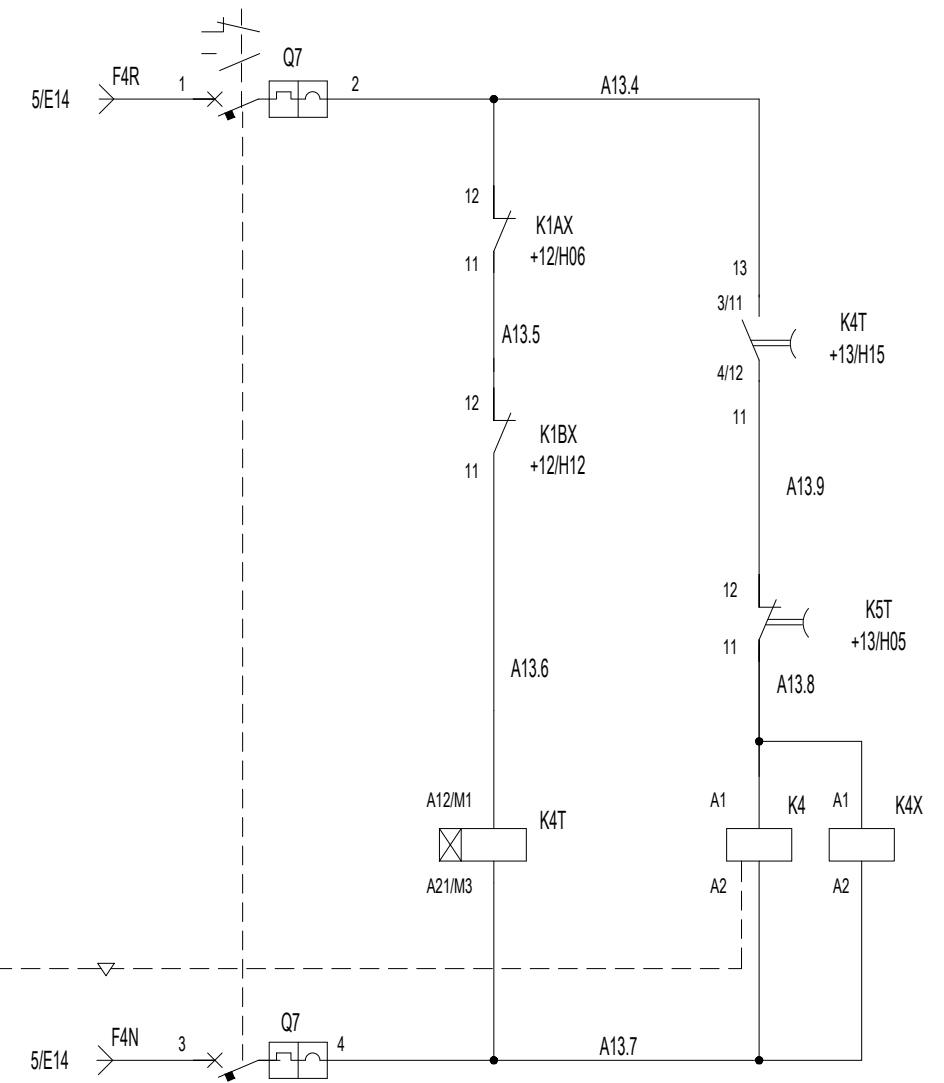 Q7
F4R
1
2
5/E14
A13.4
12
K1AX
+12/H06
11
13
3/11
K4T
+13/H15
A13.5
4/12
12
11
K1BX
+12/H12
11
A13.9
12
K5T
+13/H05
11
A13.6
A13.8
A12/M1
K4T
A1
K4
A1
K4X
A21/M3
A2
A2
Q7
F4N
3
4
5/E14
A13.7